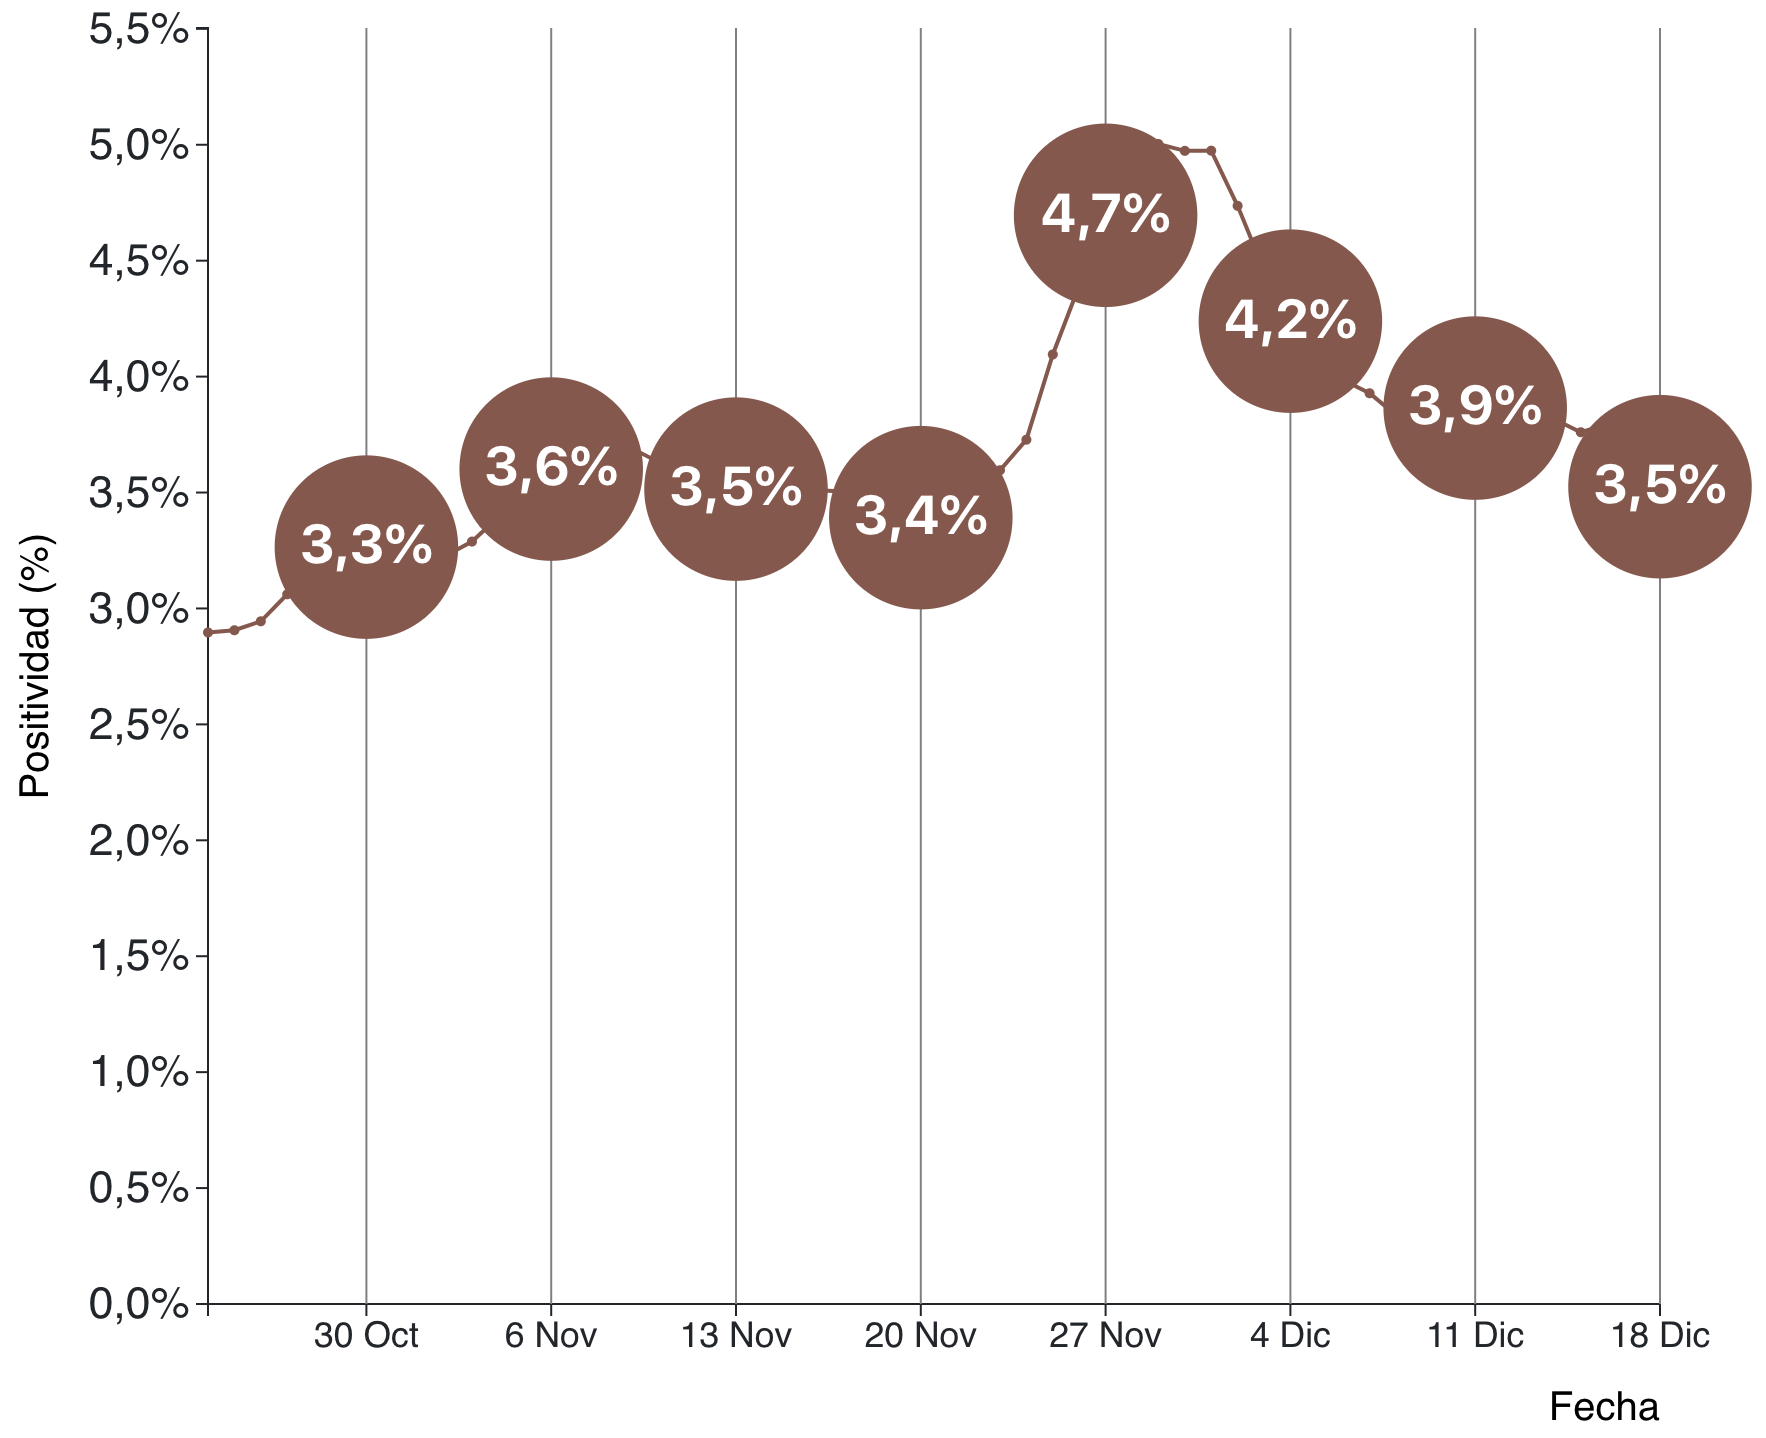 5,5%
5,0%
4,5%
4,0%
3,5%
3,0%
2,5%
2,0%
1,5%
1,0%
0,5%
0,0%
Positividad (%)
3,3%
3,6%
3,5%
3,4%
4,7%
4,2%
3,9%
3,5%
30 Oct
6 Nov
13 Nov
20 Nov
27 Nov
4 Dic
11 Dic
18 Dic
Fecha